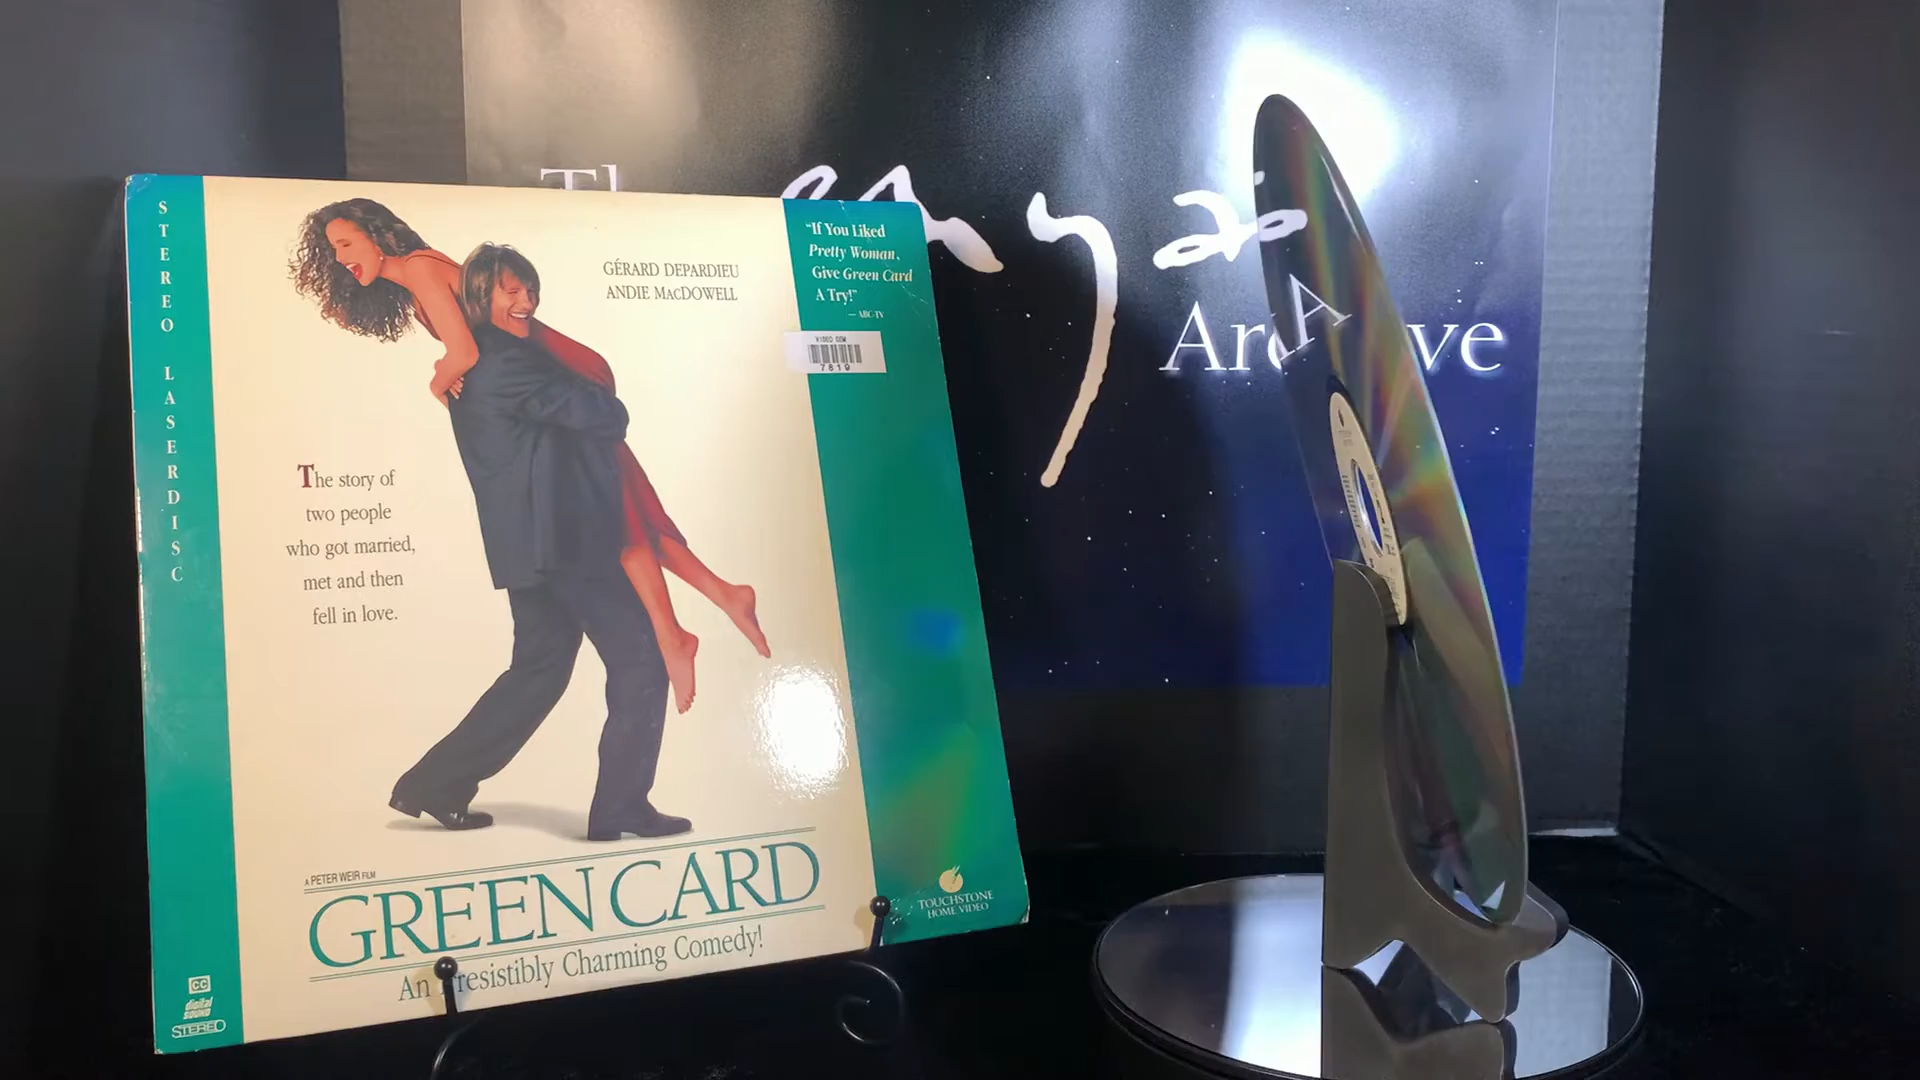 STEREO LASERDISC
GÉRARD DEPARDIEU
ANDIE MACDOWELL
"If You Liked
Pretty Woman,
Give Green Card
A Try!"
— ABC-TV
VIDEO GEM
7819
The story of
two people
who got married,
met and then
fell in love.
A PETER WEIR FILM
GREEN CARD
An Irresistibly Charming Comedy!
TOUCHSTONE
HOME VIDEO
CC
digital
SOUND
STEREO
A